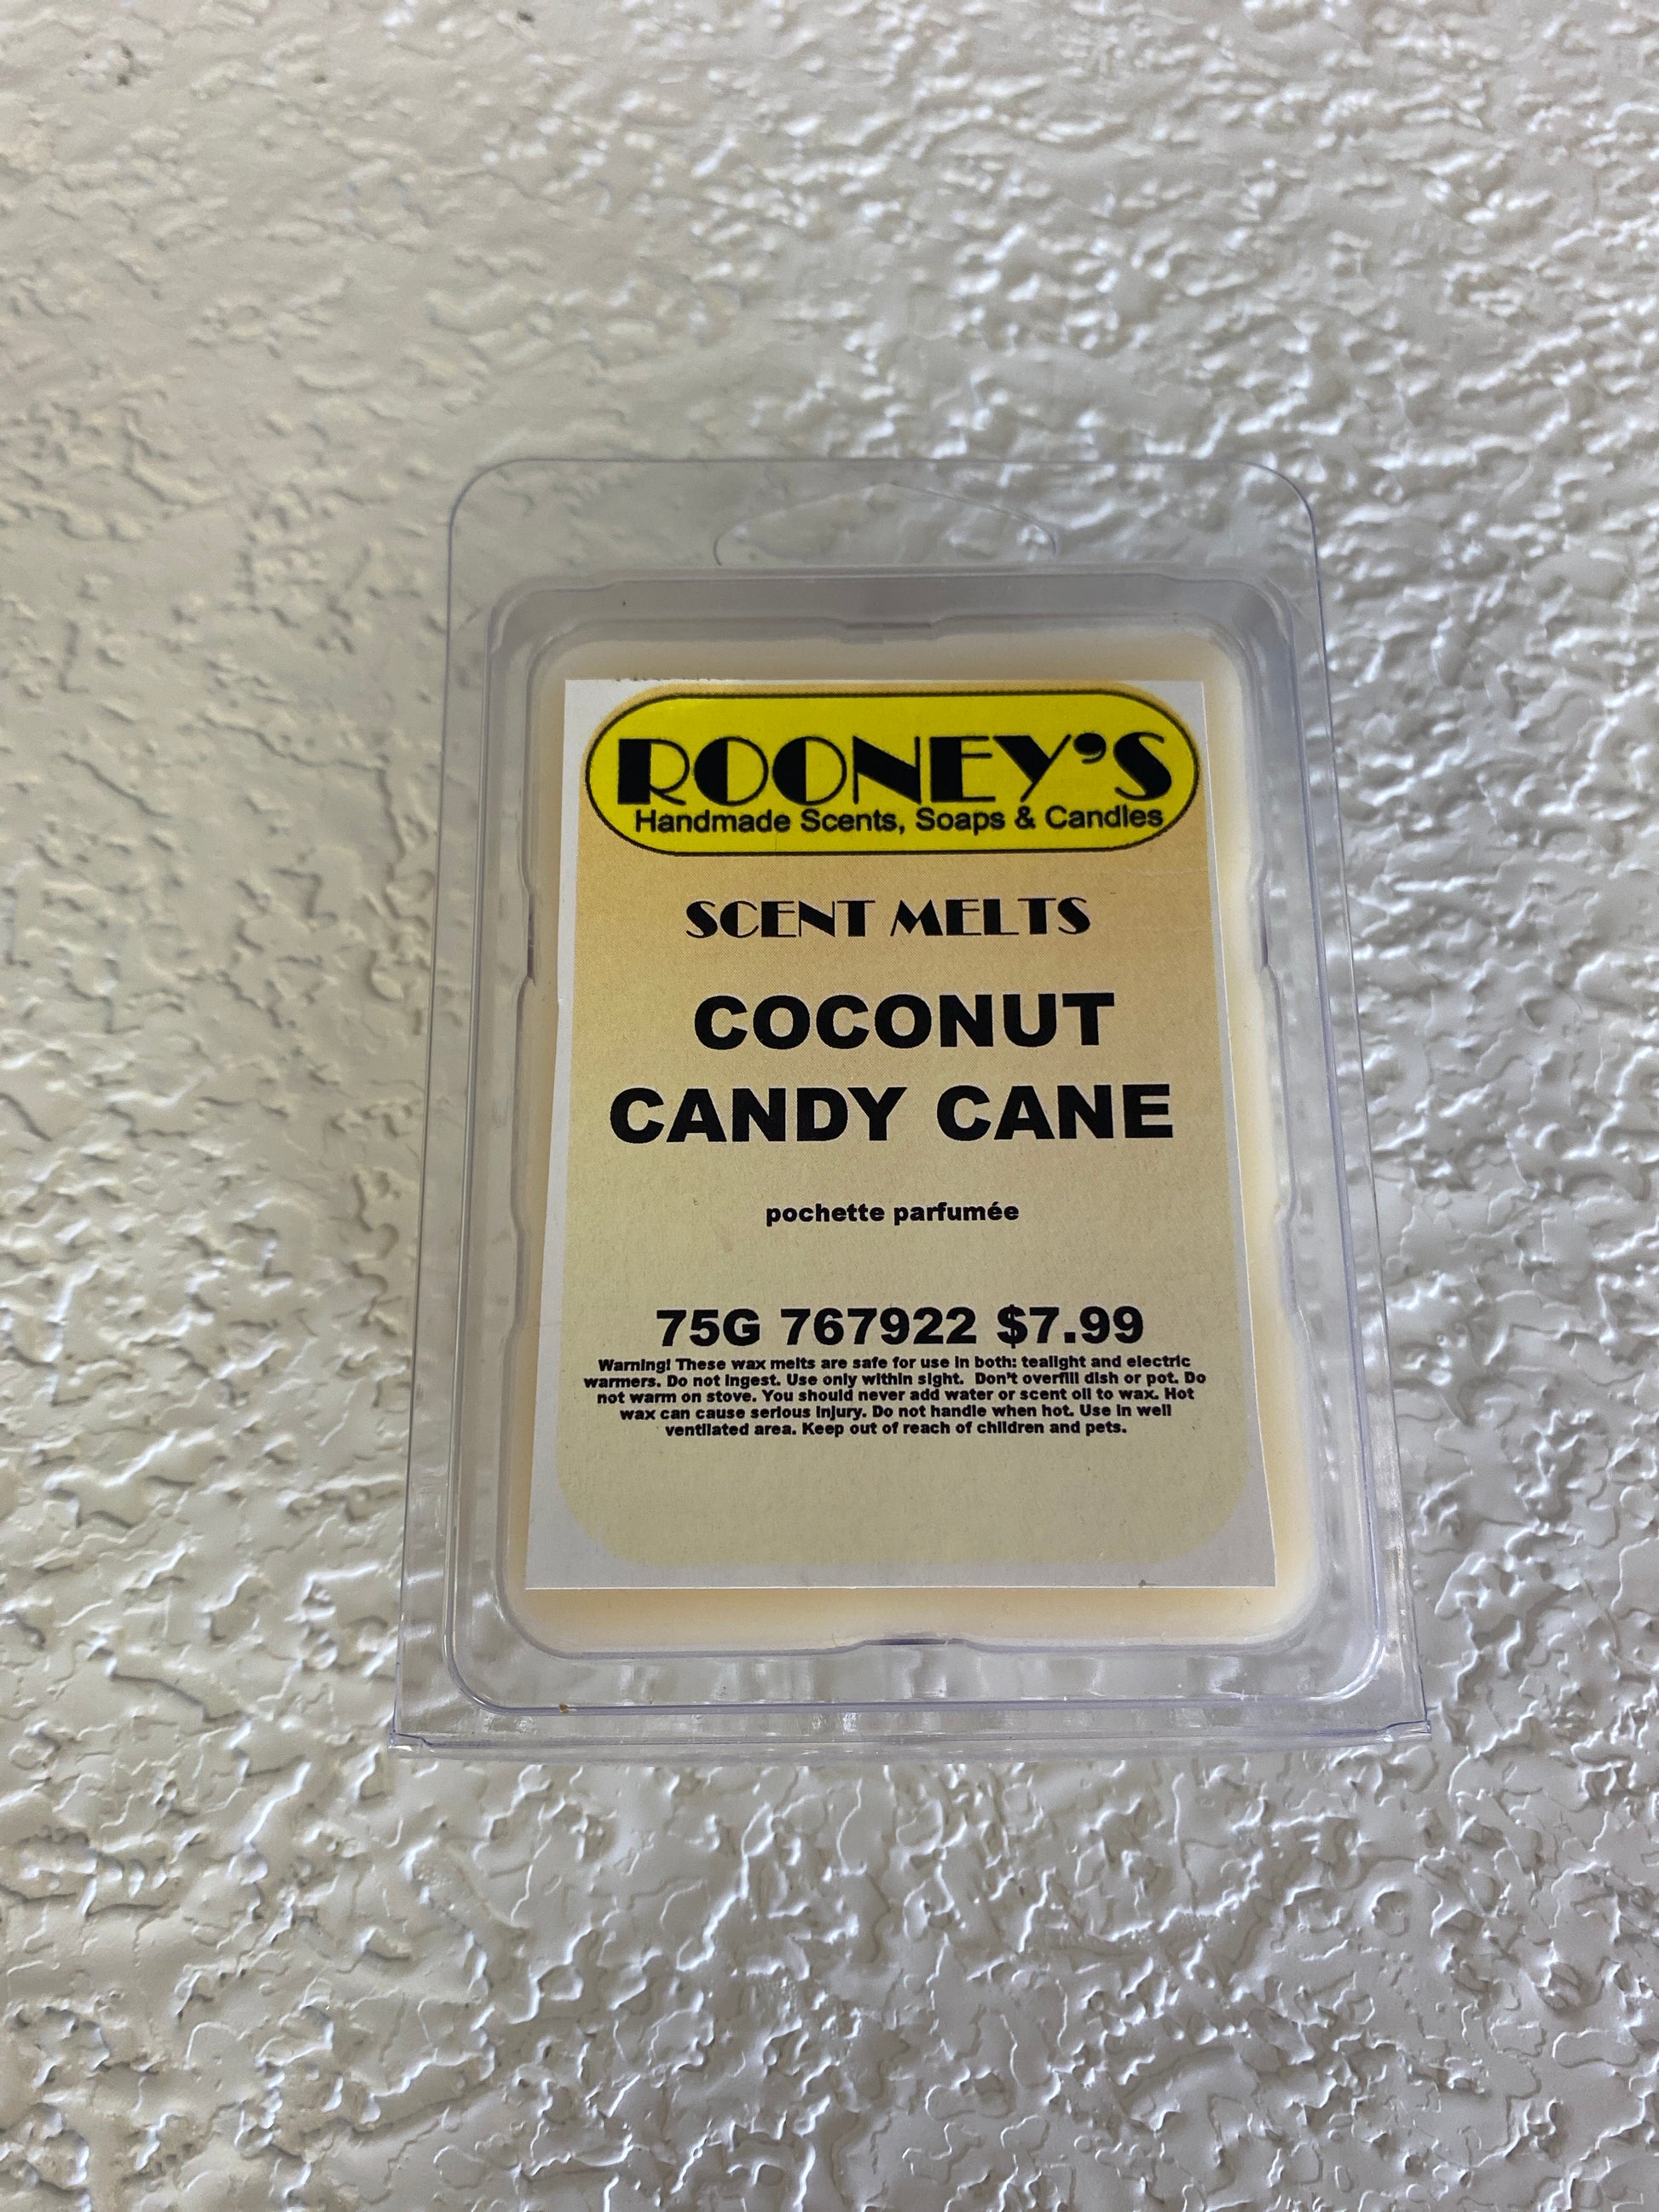 ROONEY'S
Handmade Scents, Soaps & Candles
SCENT MELTS
COCONUT
CANDY CANE
pochette parfumée
75G 767922 $7.99
Warning! These wax melts are safe for use in both: tealight and electric
warmers. Do not ingest. Use only within sight. Don't overfill dish or pot. Do
not warm on stove. You should never add water or scent oil to wax. Hot
wax can cause serious injury. Do not handle when hot. Use in well
ventilated area. Keep out of reach of children and pets.